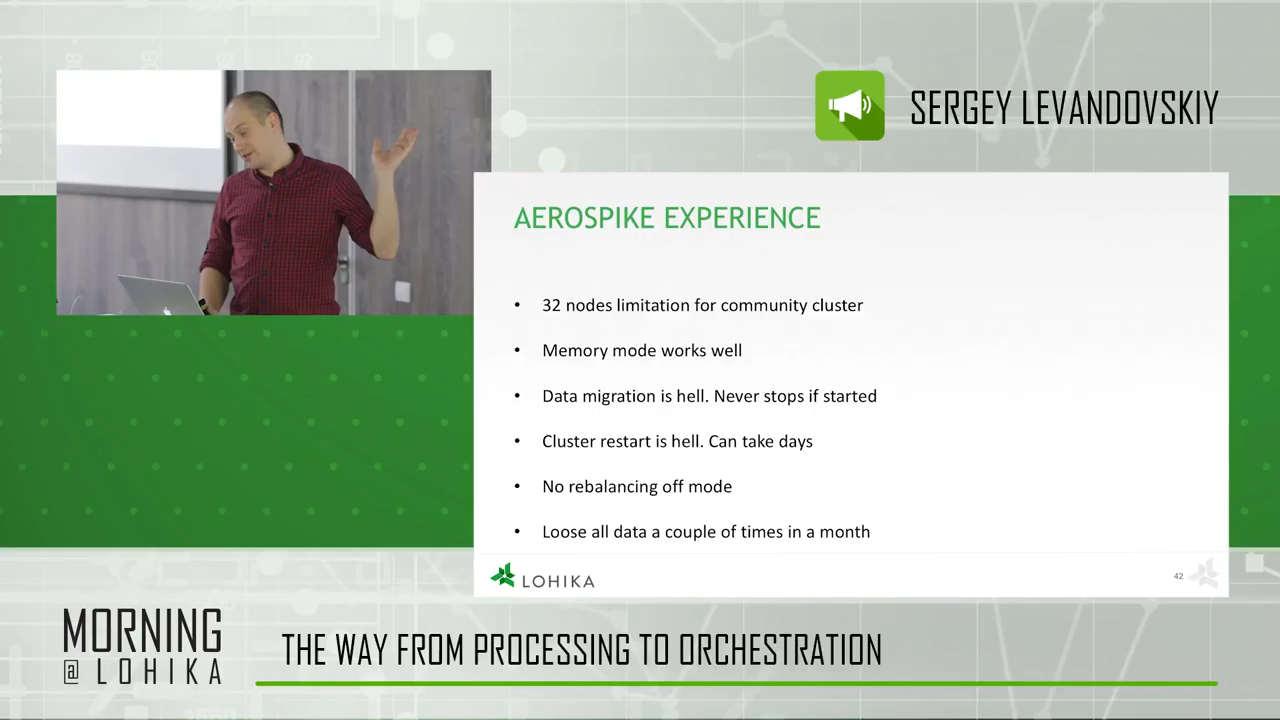 SERGEY LEVANDOVSKIY
AEROSPIKE EXPERIENCE
• 32 nodes limitation for community cluster
• Memory mode works well
• Data migration is hell. Never stops if started
• Cluster restart is hell. Can take days
• No rebalancing off mode
• Loose all data a couple of times in a month
LOHIKA
42
MORNING
@ LOHIKA
THE WAY FROM PROCESSING TO ORCHESTRATION